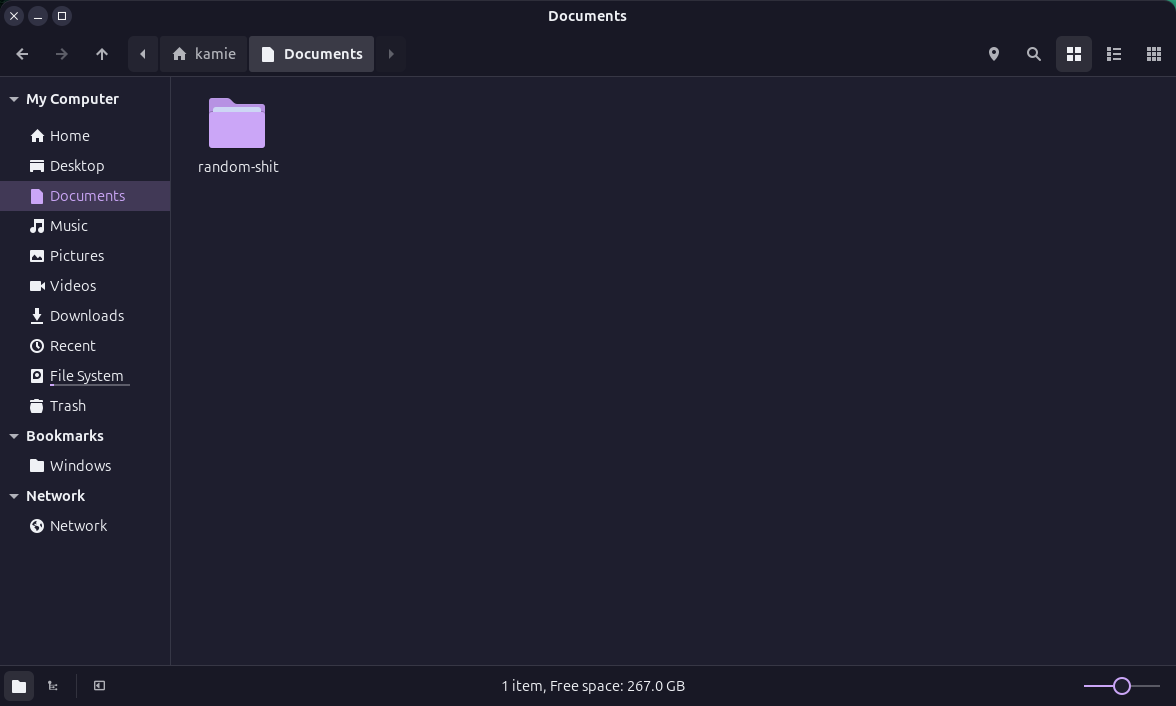 Documents
kamie
Documents
My Computer
Home
Desktop
Documents
Music
Pictures
Videos
Downloads
Recent
File System
Trash
Bookmarks
Windows
Network
Network
random-shit
1 item, Free space: 267.0 GB